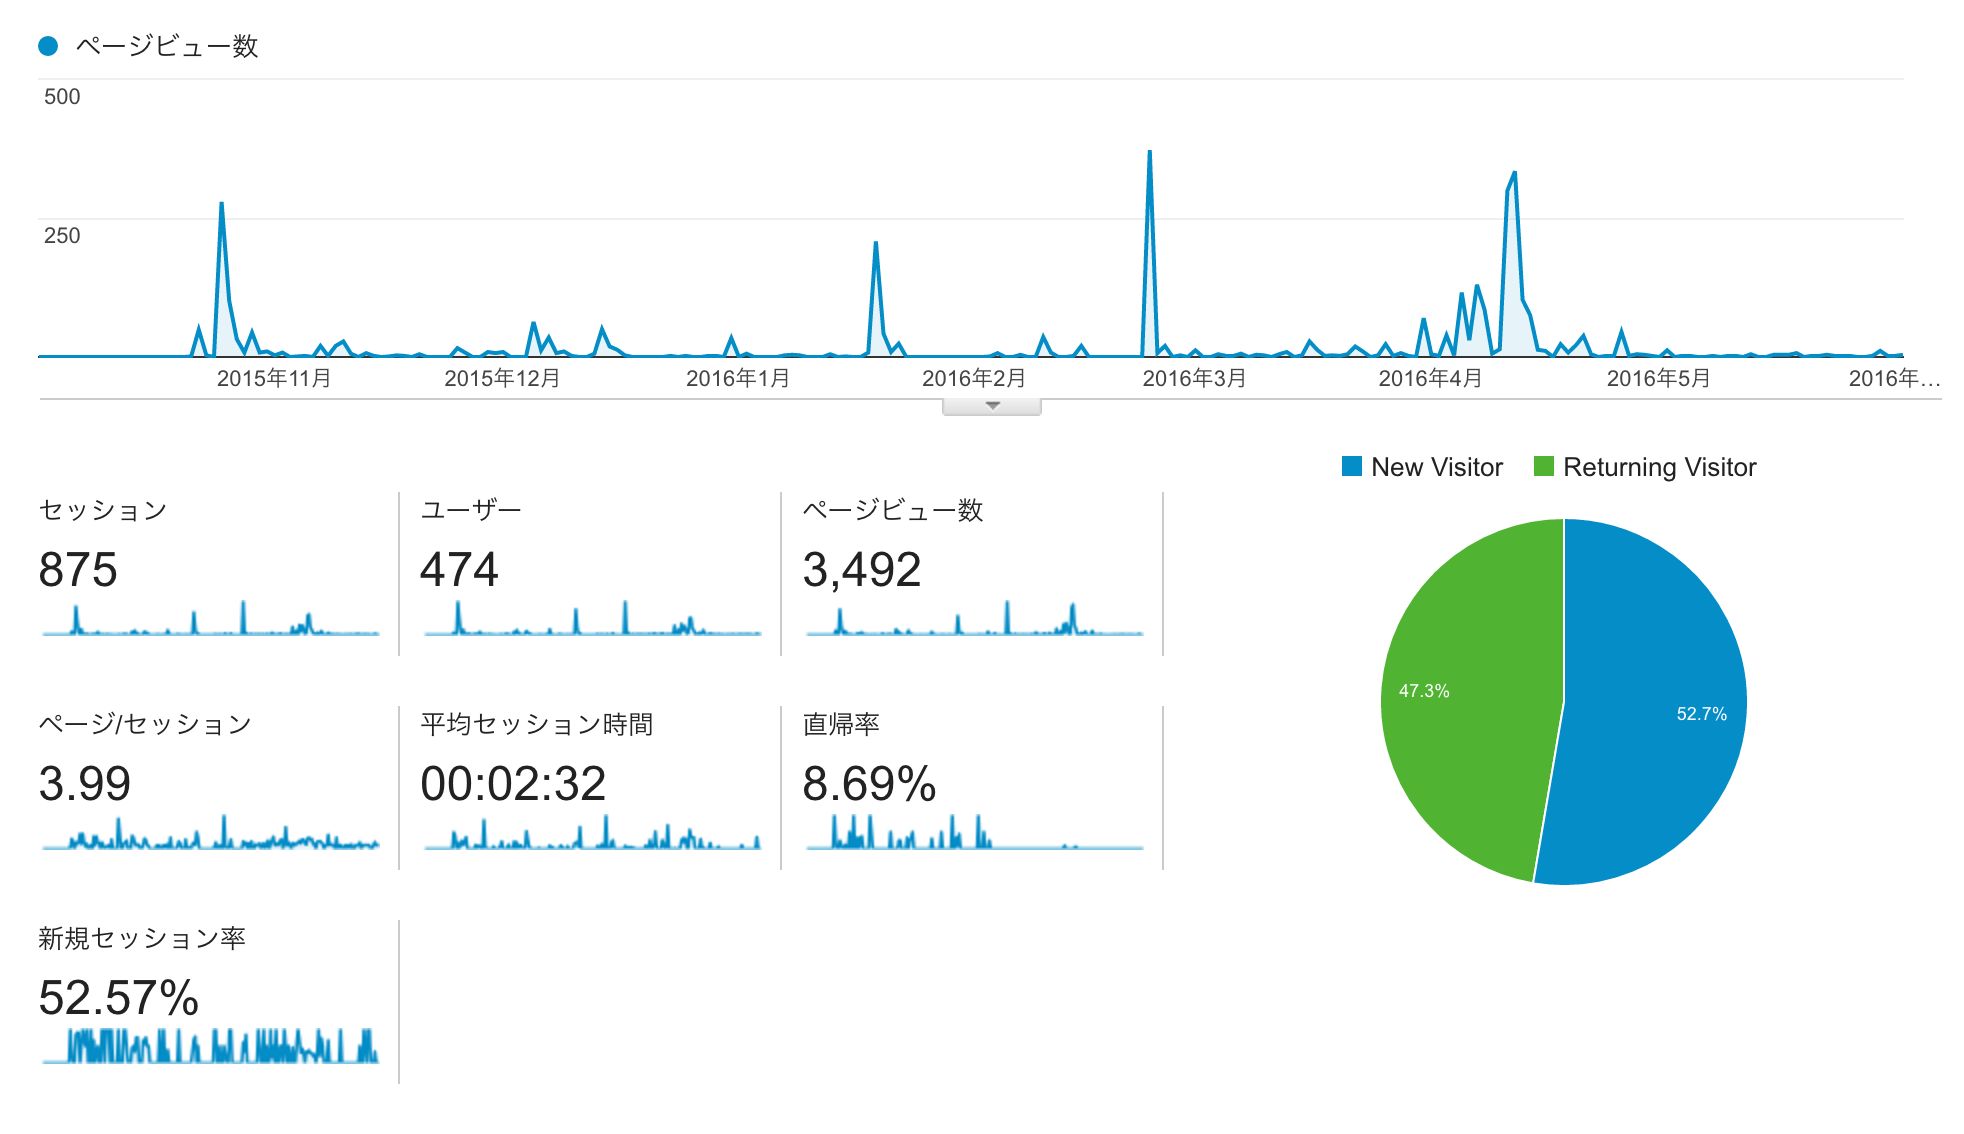 ページビュー数
500
250
2015年11月 2015年12月 2016年1月 2016年2月 2016年3月 2016年4月 2016年5月 2016年…
New Visitor Returning Visitor
セッション
875
ユーザー
474
ページビュー数
3,492
47.3%
52.7%
ページ/セッション
3.99
平均セッション時間
00:02:32
直帰率
8.69%
新規セッション率
52.57%